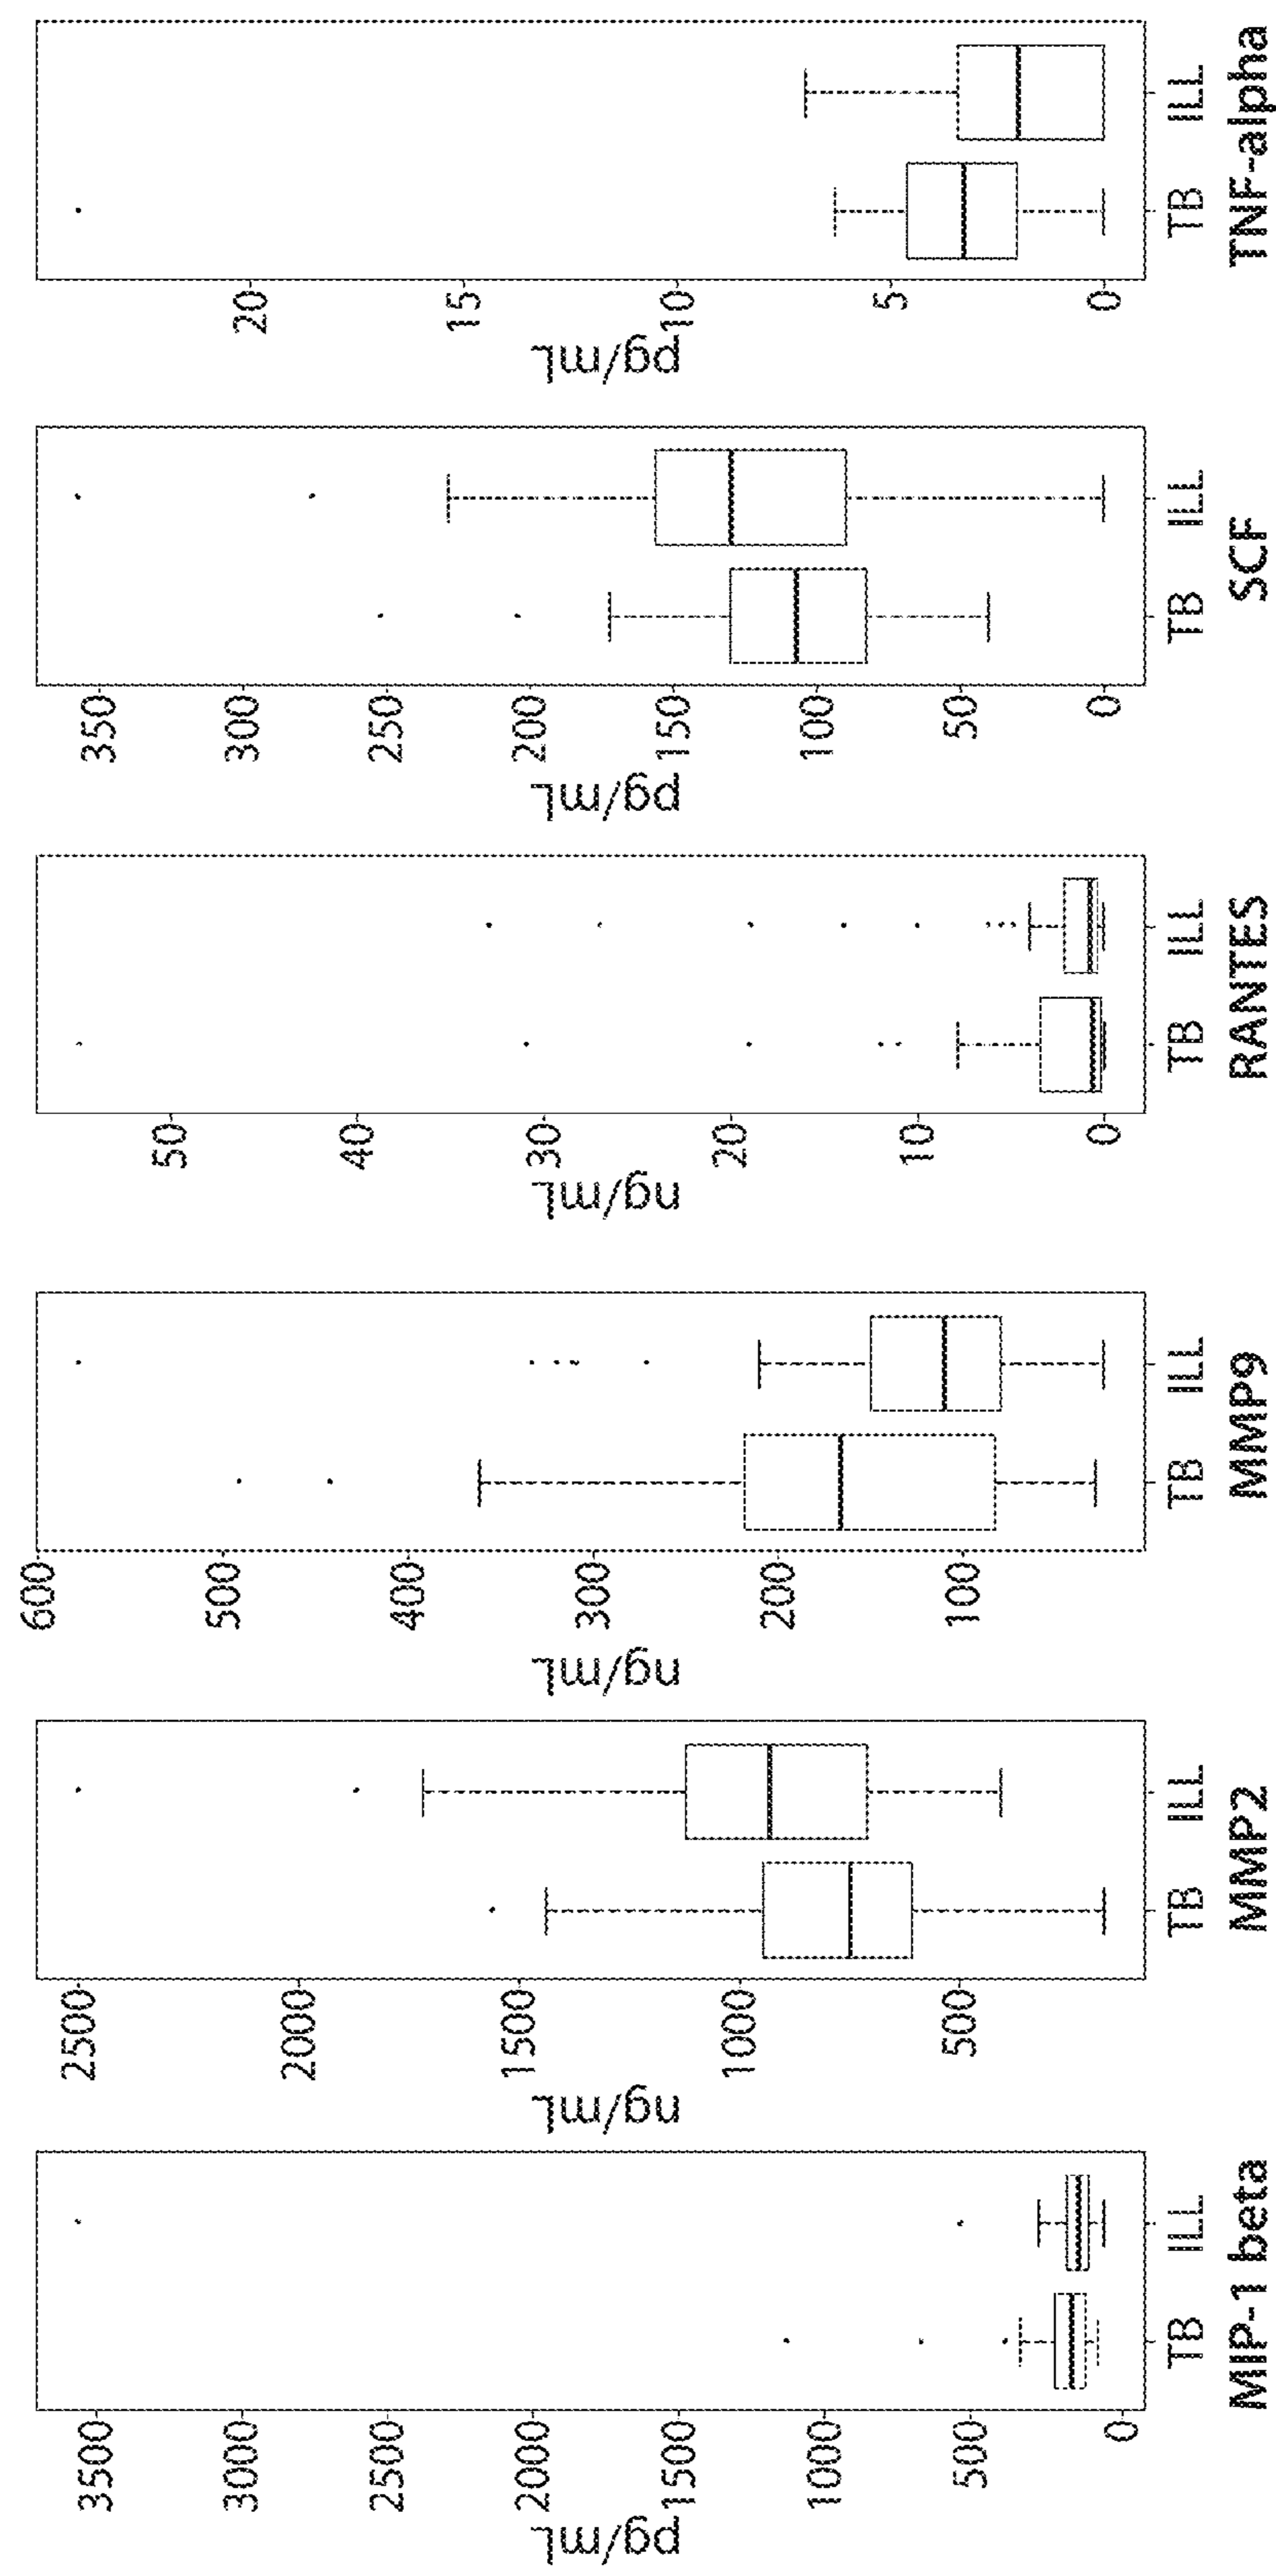 pg/mL
3500
3000
2500
2000
1500
1000
500
0
TB ILL
MIP-1 beta
ng/mL
2500
2000
1500
1000
500
TB ILL
MMP2
ng/mL
600
500
400
300
200
100
TB ILL
MMP9
ng/mL
50
40
30
20
10
0
TB ILL
RANTES
pg/mL
350
300
250
200
150
100
50
0
TB ILL
SCF
pg/mL
20
15
10
5
0
TB ILL
TNF-alpha